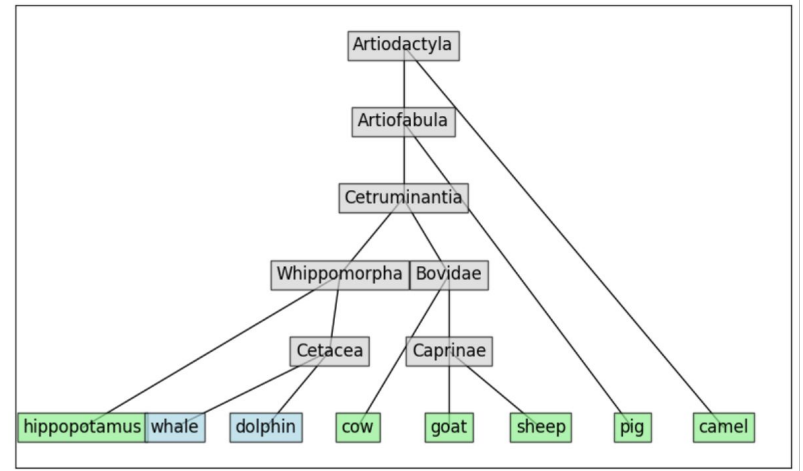 Artiodactyla
Artiofabula
Cetruminantia
Whippomorpha Bovidae
Cetacea Caprinae
hippopotamus whale dolphin cow goat sheep pig camel